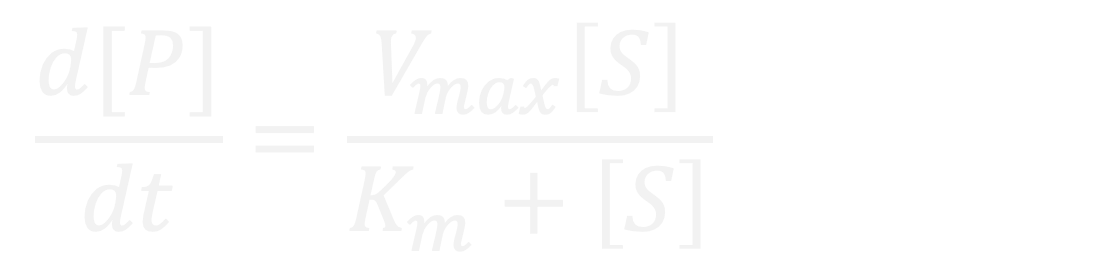 d[P]/dt = V_max[S] / (K_m + [S])